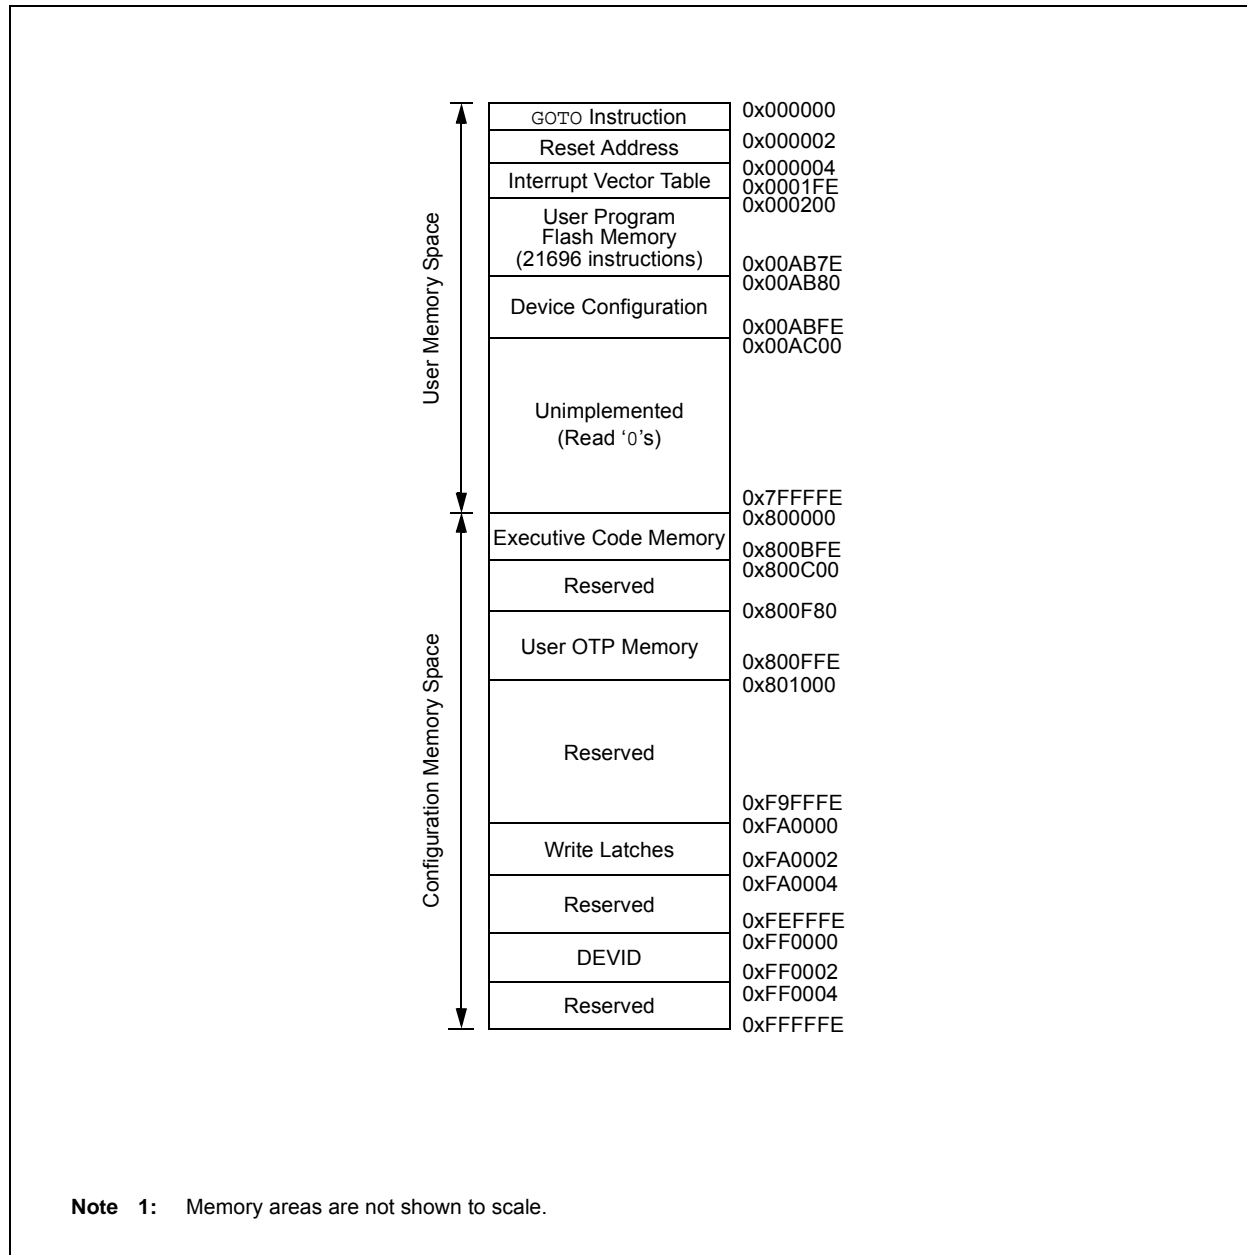 GOTO Instruction
0x000000
Reset Address
0x000002
Interrupt Vector Table
0x000004
0x0001FE
User Program
Flash Memory
(21696 instructions)
0x000200
0x00AB7E
Device Configuration
0x00AB80
0x00ABFE
Unimplemented
(Read ‘0’s)
0x00AC00
0x7FFFFE
User Memory Space
Executive Code Memory
0x800000
0x800BFE
Reserved
0x800C00
User OTP Memory
0x800F80
0x800FFE
Reserved
0x801000
0xF9FFFE
Write Latches
0xFA0000
0xFA0002
Reserved
0xFA0004
0xFEFFFE
DEVID
0xFF0000
0xFF0002
Reserved
0xFF0004
0xFFFFFE
Configuration Memory Space
Note 1: Memory areas are not shown to scale.